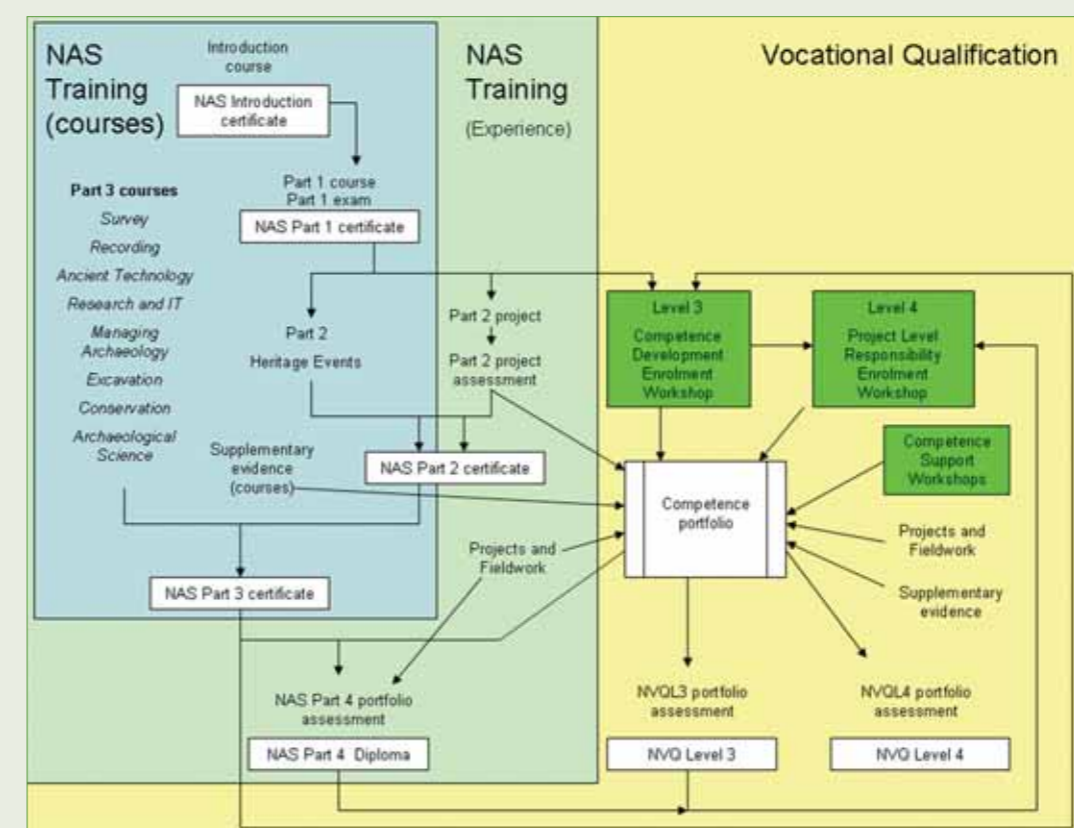 NAS
Training
(courses)
Introduction
course
NAS Introduction
certificate
Part 3 courses
Survey
Recording
Ancient Technology
Research and IT
Managing
Archaeology
Excavation
Conservation
Archaeological
Science
Part 1 course
Part 1 exam
NAS Part 1 certificate
Part 2
Heritage Events
Supplementary
evidence
(courses)
NAS Part 3 certificate
NAS
Training
(Experience)
Part 2 project
Part 2 project
assessment
NAS Part 2 certificate
Projects and
Fieldwork
NAS Part 4 portfolio
assessment
NAS Part 4 Diploma
Vocational Qualification
Level 3
Competence
Development
Enrolment
Workshop
Level 4
Project Level
Responsibility
Enrolment
Workshop
Competence
Support
Workshops
Competence
portfolio
Projects and
Fieldwork
Supplementary
evidence
NVQL3 portfolio
assessment
NVQ Level 3
NVQL4 portfolio
assessment
NVQ Level 4